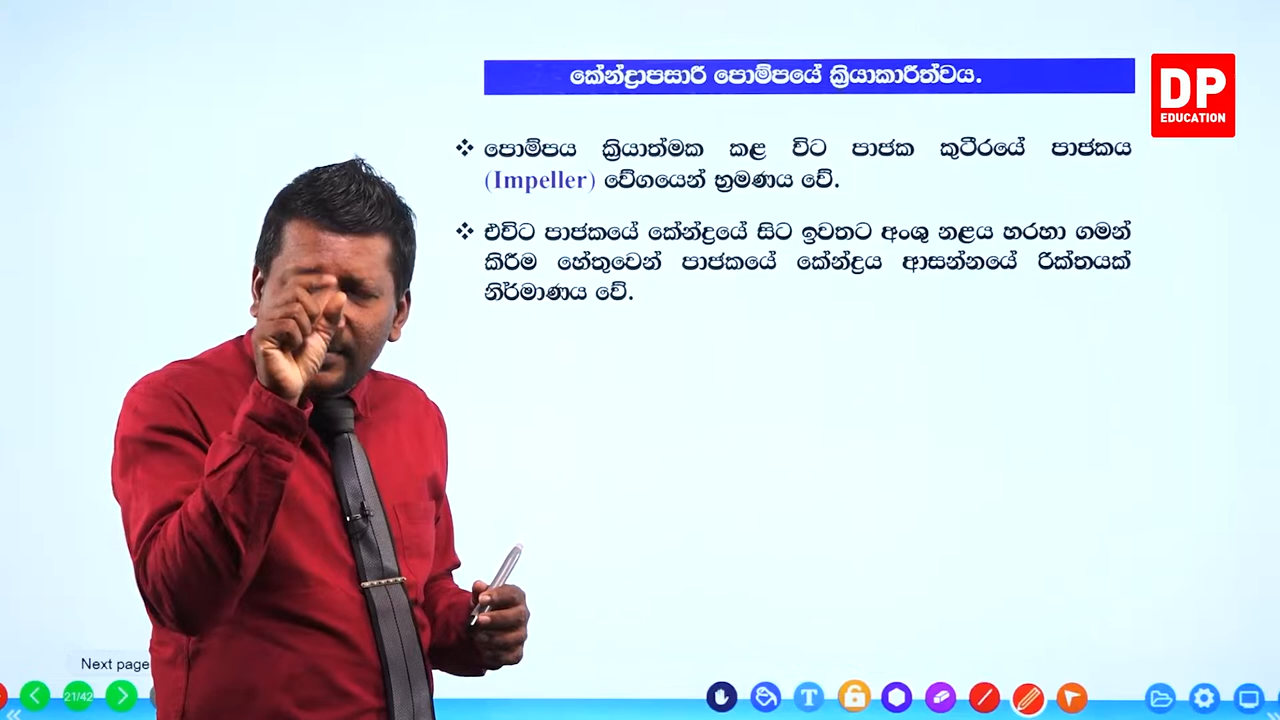 කේන්ද්‍රාපසාරී පොම්පයේ ක්‍රියාකාරීත්වය.
DP
EDUCATION
❖ පොම්පය ක්‍රියාත්මක කළ විට පාජක කුටීරයේ පාජකය
(Impeller) වේගයෙන් භ්‍රමණය වේ.
❖ එවිට පාජකයේ කේන්ද්‍රයේ සිට ඉවතට අංශු නළය හරහා ගමන්
කිරීම හේතුවෙන් පාජකයේ කේන්ද්‍රය ආසන්නයේ රික්තයක්
නිර්මාණය වේ.
Next page
21/42
T